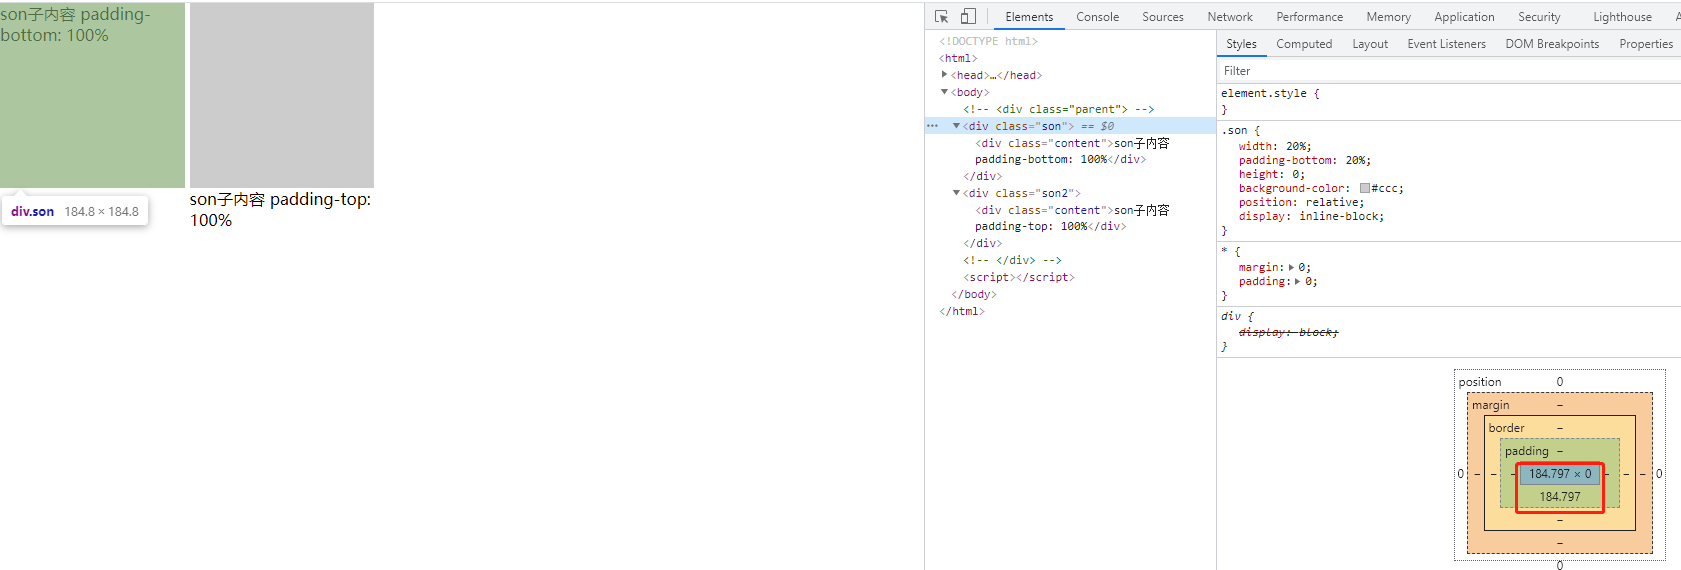 son子内容 padding-
bottom: 100%
div.son 184.8 × 184.8
son子内容 padding-top:
100%
Elements Console Sources Network Performance Memory Application Security Lighthouse
<!DOCTYPE html>
<html>
<head>…</head>
<body>
<!-- <div class="parent"> -->
<div class="son"> == $0
<div class="content">son子内容
padding-bottom: 100%</div>
</div>
<div class="son2">
<div class="content">son子内容
padding-top: 100%</div>
</div>
<!-- </div> -->
<script></script>
</body>
</html>
Styles Computed Layout Event Listeners DOM Breakpoints Properties
Filter
element.style {
}
.son {
width: 20%;
padding-bottom: 20%;
height: 0;
background-color: #ccc;
position: relative;
display: inline-block;
}
* {
margin: 0;
padding: 0;
}
div {
display: block;
}
position 0
margin –
border –
padding –
0 – – – 184.797 × 0 – – – 0
184.797
–
–
0